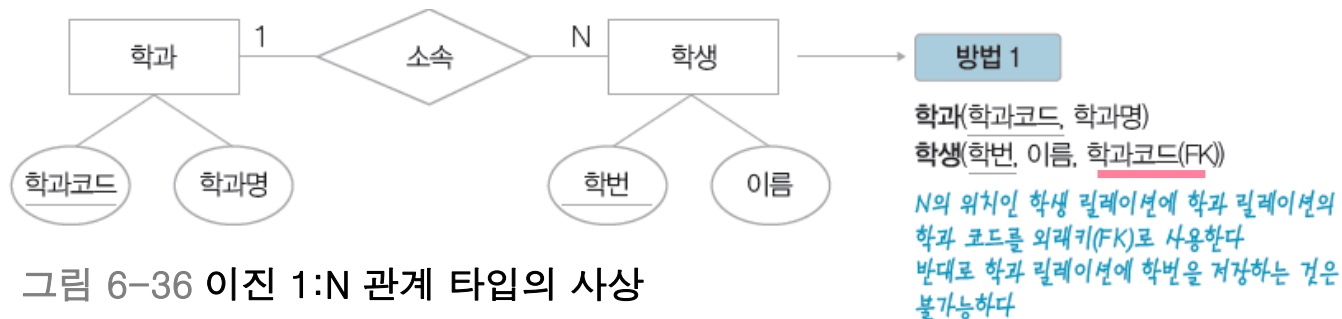 학과
1
소속
N
학생
방법 1
학과코드
학과명
학번
이름
학과(학과코드, 학과명)
학생(학번, 이름, 학과코드(FK))
N의 위치인 학생 릴레이션에 학과 릴레이션의
학과 코드를 외래키(FK)로 사용한다
반대로 학과 릴레이션에 학번을 저장하는 것은
불가능하다
그림 6-36 이진 1:N 관계 타입의 사상